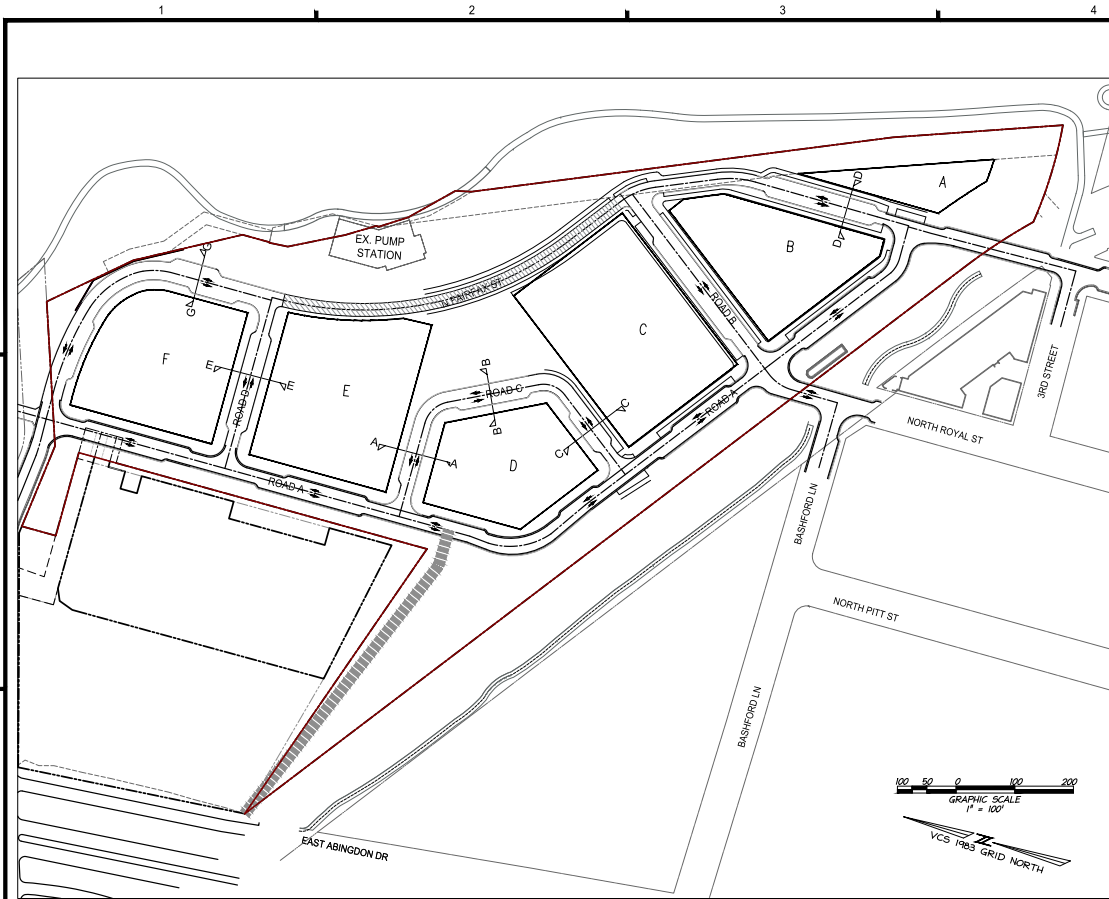 1 2 3 4
D
A
G
EX. PUMP
STATION
D
B
N FAIRFAX ST
G
ROAD B
C
F
E
E
E
B
ROAD C
3RD STREET
ROAD D
C
ROAD A
B
NORTH ROYAL ST
A
A
D
C
ROAD A
BASHFORD LN
NORTH PITT ST
BASHFORD LN
100 50 0 100 200
GRAPHIC SCALE
1" = 100'
VCS 1983 GRID NORTH
EAST ABINGDON DR